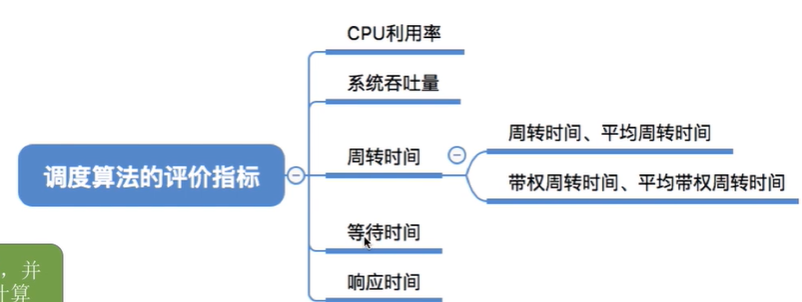 CPU利用率
系统吞吐量
周转时间、平均周转时间
周转时间
调度算法的评价指标
带权周转时间、平均带权周转时间
等待时间
，并
计算
响应时间